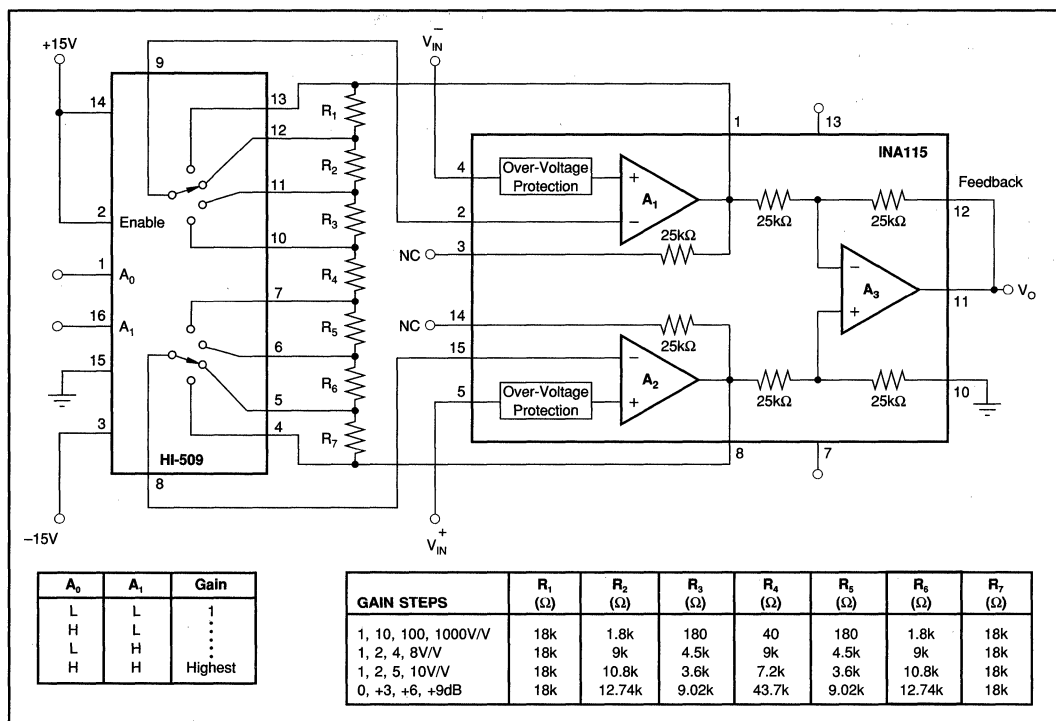 +15V
9
14
13
12
11
10
7
6
5
4
2
Enable
1
A0
16
A1
15
3
HI-509
8
–15V
R1
R2
R3
R4
R5
R6
R7
VIN–
1
13
INA115
4
Over-Voltage
Protection
+
A1
–
2
3
NC
25kΩ
25kΩ
25kΩ
Feedback
12
–
A3
+
11
VO
NC
14
25kΩ
15
–
A2
+
5
Over-Voltage
Protection
25kΩ
25kΩ
10
8
7
VIN+
A0 A1 Gain
L L 1
H L
L H
H H Highest
GAIN STEPS R1 (Ω) R2 (Ω) R3 (Ω) R4 (Ω) R5 (Ω) R6 (Ω) R7 (Ω)
1, 10, 100, 1000V/V 18k 1.8k 180 40 180 1.8k 18k
1, 2, 4, 8V/V 18k 9k 4.5k 9k 4.5k 9k 18k
1, 2, 5, 10V/V 18k 10.8k 3.6k 7.2k 3.6k 10.8k 18k
0, +3, +6, +9dB 18k 12.74k 9.02k 43.7k 9.02k 12.74k 18k